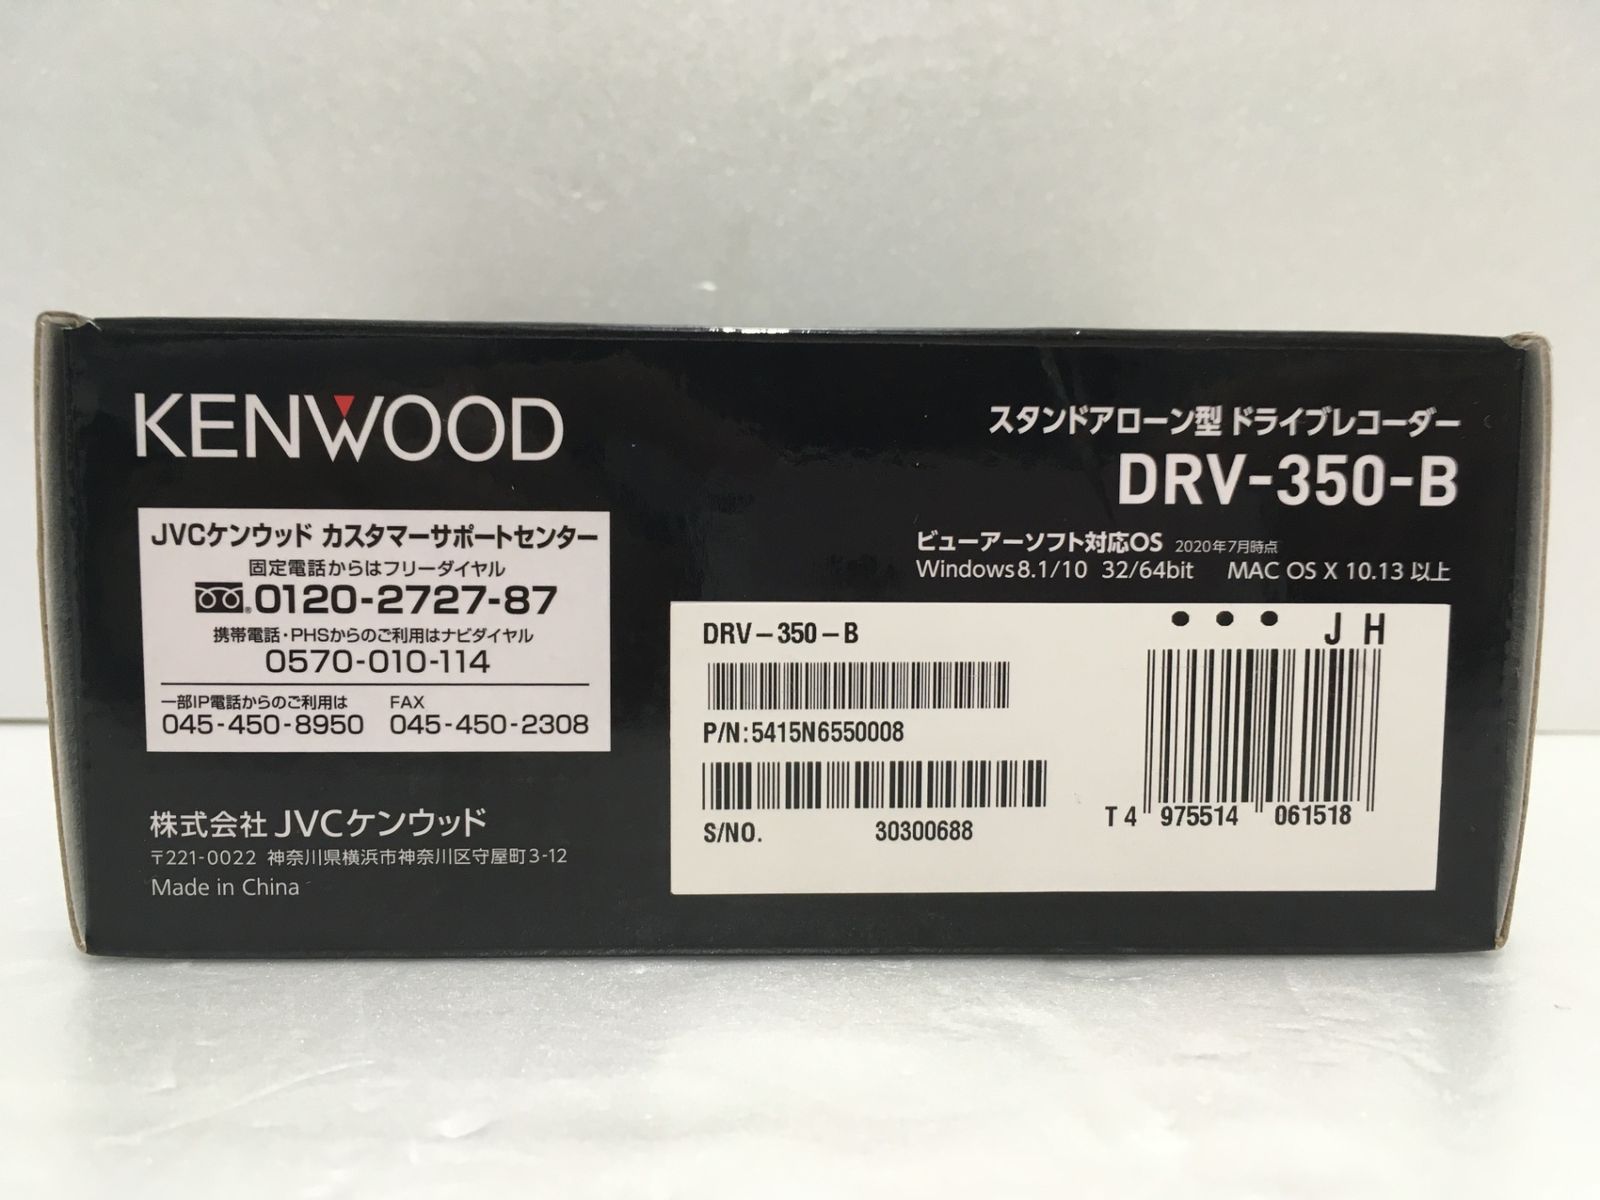 KENWOOD
JVCケンウッド カスタマーサポートセンター
固定電話からはフリーダイヤル
0120-2727-87
携帯電話・PHSからのご利用はナビダイヤル
0570-010-114
一部IP電話からのご利用は FAX
045-450-8950 045-450-2308
株式会社 JVCケンウッド
〒221-0022 神奈川県横浜市神奈川区守屋町3-12
Made in China
スタンドアローン型 ドライブレコーダー
DRV-350-B
ビューアーソフト対応OS 2020年7月時点
Windows8.1/10 32/64bit MAC OS X 10.13 以上
DRV-350-B
P/N:5415N6550008
S/NO. 30300688
J H
T4 975514 061518